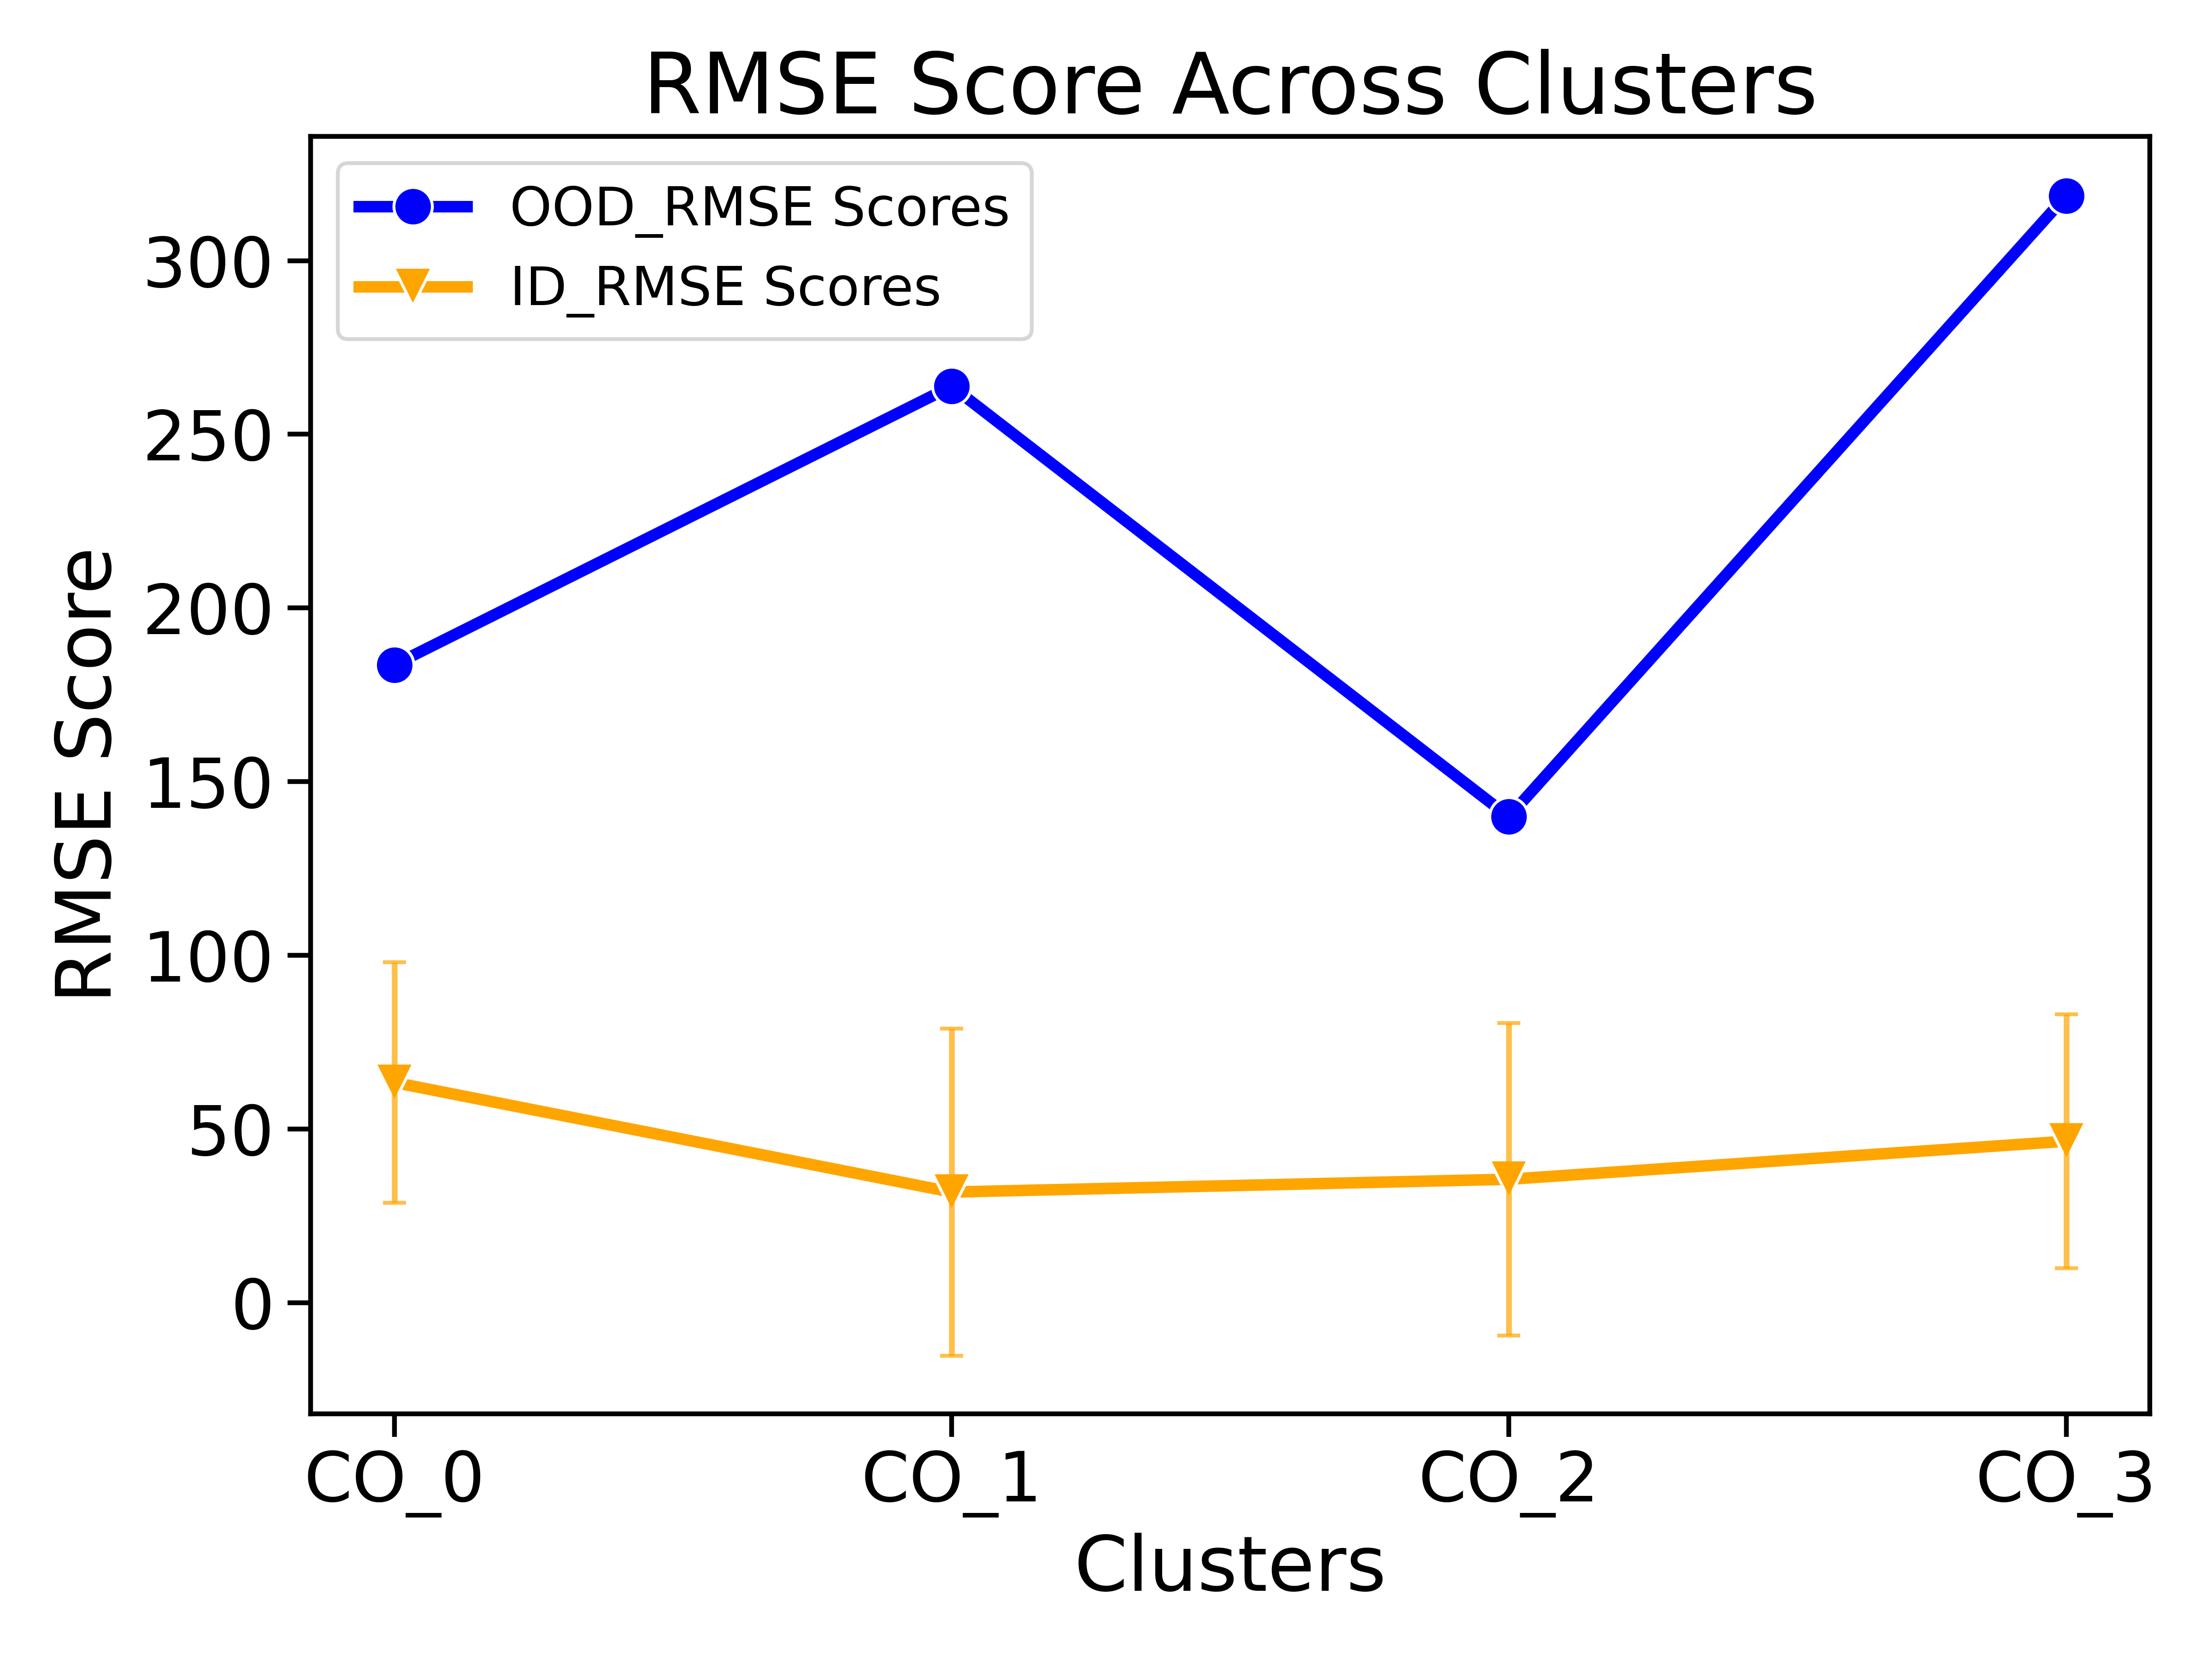 RMSE Score Across Clusters
OOD_RMSE Scores
ID_RMSE Scores
RMSE Score
300
250
200
150
100
50
0
CO_0 CO_1 CO_2 CO_3
Clusters